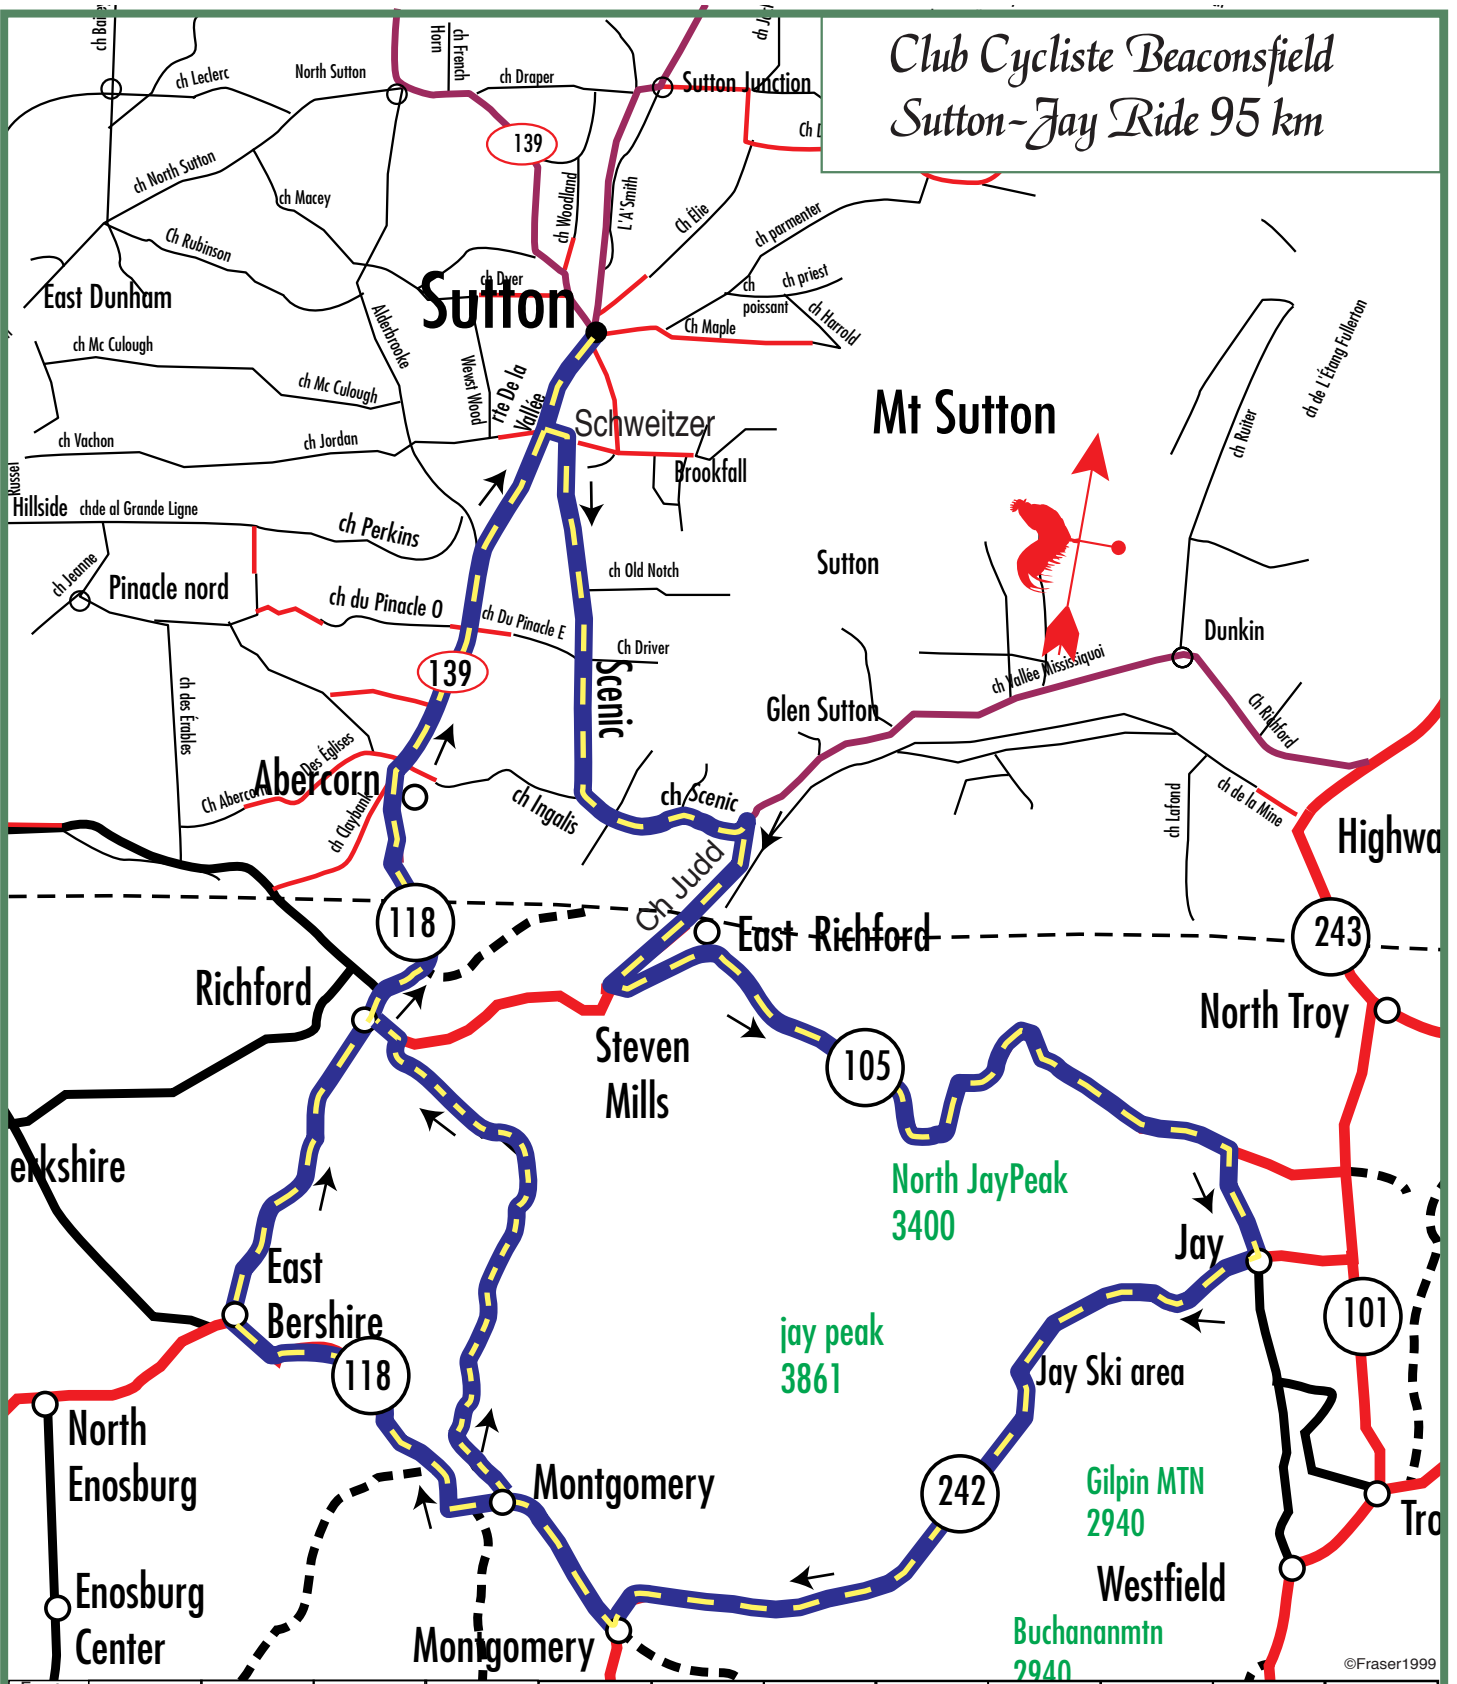 Club Cycliste Beaconsfield
Sutton-Jay Ride 95 km
ch Leclerc
North Sutton
ch French
Horn
ch Draper
Sutton Junction
139
ch North Sutton
ch Macey
ch Woodland
L'A'Smith
Ch Élie
ch parmenter
Ch Rubinson
East Dunham
ch Dyer
Sutton
ch
poissant
ch priest
ch Harrold
Ch Maple
Alderbrooke
ch Mc Culough
ch Mc Culough
Wewst Wood
rte De la
Vallée
Schweitzer
Mt Sutton
ch de L'Étang Fullerton
ch Ruiter
ch Vachon
ch Jordan
Brookfall
Russel
Hillside
chde al Grande Ligne
ch Perkins
Sutton
ch Jeanne
Pinacle nord
ch du Pinacle O
ch Du Pinacle E
ch Old Notch
Ch Driver
Dunkin
139
Scenic
ch Vallée Missisiquoi
Glen Sutton
Ch Richford
ch des Érables
Des Églises
Abercorn
Ch Abercorn
ch Claybank
ch Ingalis
ch Scenic
ch Lafond
ch de la Mine
Highwa
Ch Judd
118
East Richford
243
Richford
North Troy
Steven
Mills
105
erkshire
North JayPeak
3400
Jay
East
Bershire
101
jay peak
3861
118
Jay Ski area
North
Enosburg
Montgomery
242
Gilpin MTN
2940
Tro
Westfield
Enosburg
Center
Montgomery
Buchananmtn
2940
©Fraser1999